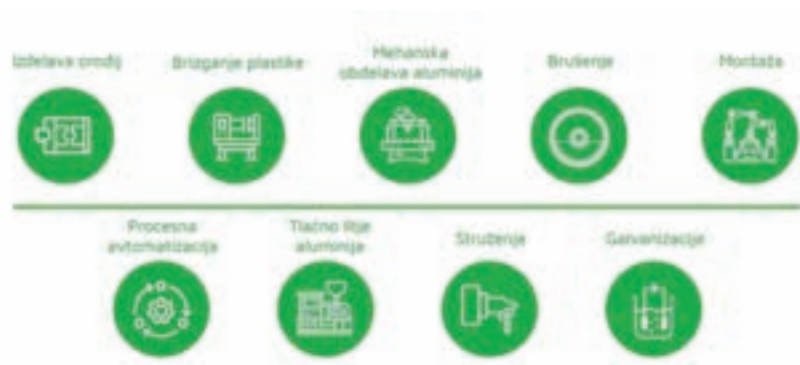 Izdelava orodij
Brizganje plastike
Mehanska
obdelava aluminija
Brušenje
Montaža
Procesna
avtomatizacija
Tlačno litje
aluminija
Struženje
Galvanizacije